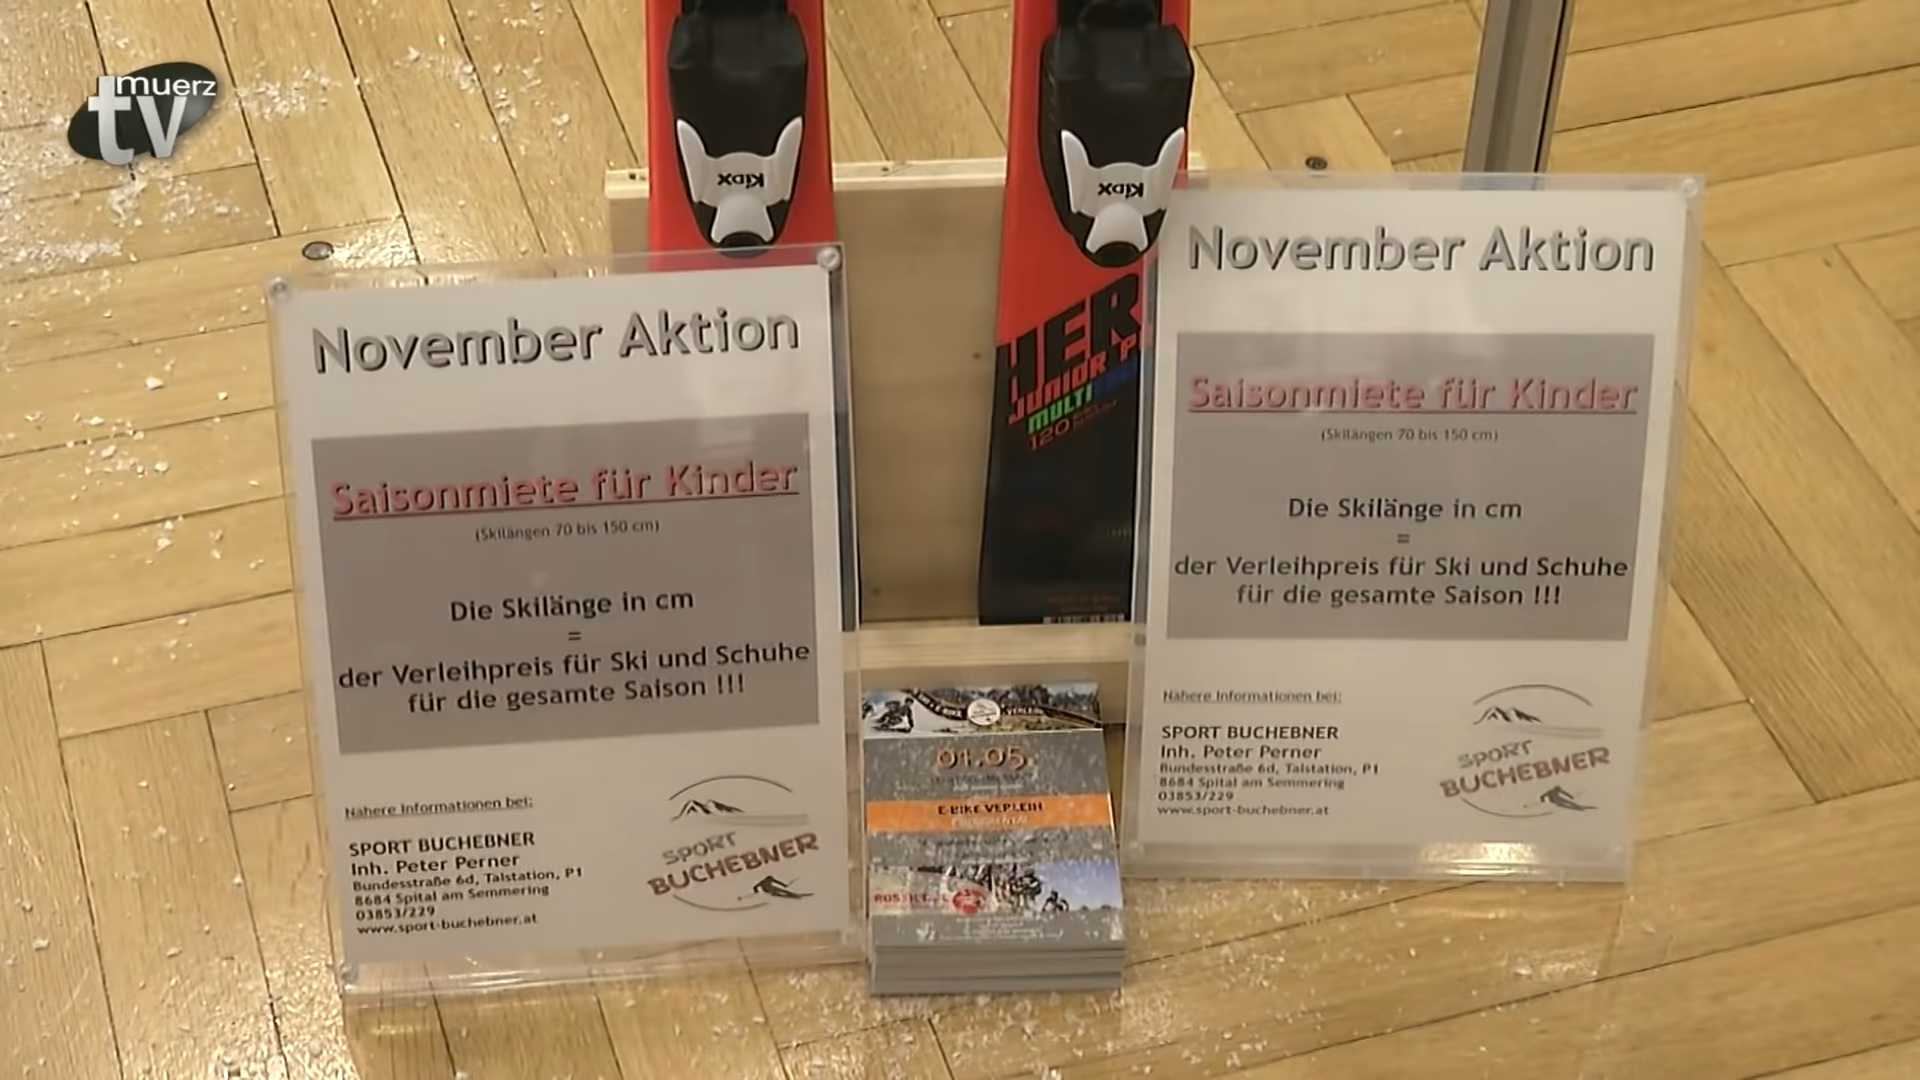 muerz
tv
KIDX
KIDX
November Aktion
Saisonmiete für Kinder
(Skilängen 70 bis 150 cm)
Die Skilänge in cm
=
der Verleihpreis für Ski und Schuhe
für die gesamte Saison !!!
Nähere Informationen bei:
SPORT BUCHEBNER
Inh. Peter Perner
Bundesstraße 6d, Talstation, P1
8684 Spital am Semmering
03853/229
www.sport-buchebner.at
SPORT
BUCHEBNER
HER
JUNIOR
MULTI
120
01.05
E-BIKE VERLEIH
November Aktion
Saisonmiete für Kinder
(Skilängen 70 bis 150 cm)
Die Skilänge in cm
=
der Verleihpreis für Ski und Schuhe
für die gesamte Saison !!!
Nähere Informationen bei:
SPORT BUCHEBNER
Inh. Peter Perner
Bundesstraße 6d, Talstation, P1
8684 Spital am Semmering
03853/229
www.sport-buchebner.at
SPORT
BUCHEBNER